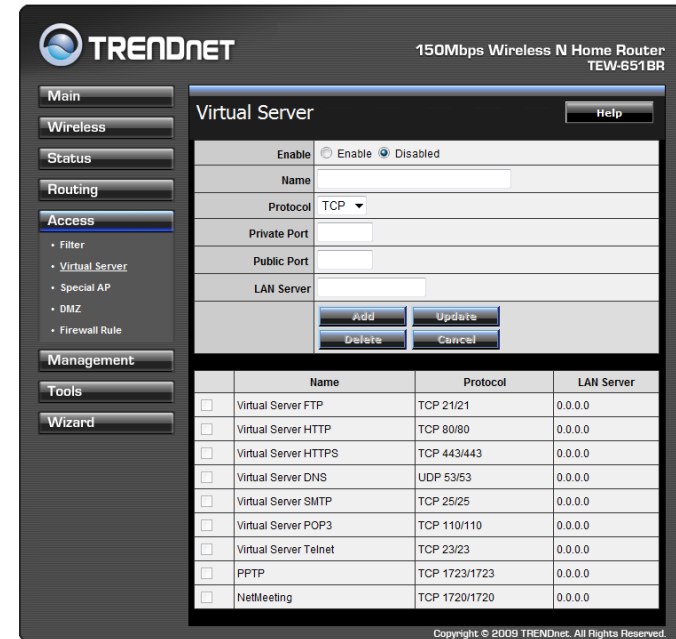 TRENDNET
150Mbps Wireless N Home Router
TEW-651BR
Main
Wireless
Status
Routing
Access
• Filter
• Virtual Server
• Special AP
• DMZ
• Firewall Rule
Management
Tools
Wizard
Virtual Server
Help
Enable Enable Disabled
Name
Protocol TCP
Private Port
Public Port
LAN Server
Add Update
Delete Cancel
Name Protocol LAN Server
Virtual Server FTP TCP 21/21 0.0.0.0
Virtual Server HTTP TCP 80/80 0.0.0.0
Virtual Server HTTPS TCP 443/443 0.0.0.0
Virtual Server DNS UDP 53/53 0.0.0.0
Virtual Server SMTP TCP 25/25 0.0.0.0
Virtual Server POP3 TCP 110/110 0.0.0.0
Virtual Server Telnet TCP 23/23 0.0.0.0
PPTP TCP 1723/1723 0.0.0.0
NetMeeting TCP 1720/1720 0.0.0.0
Copyright © 2009 TRENDnet. All Rights Reserved.